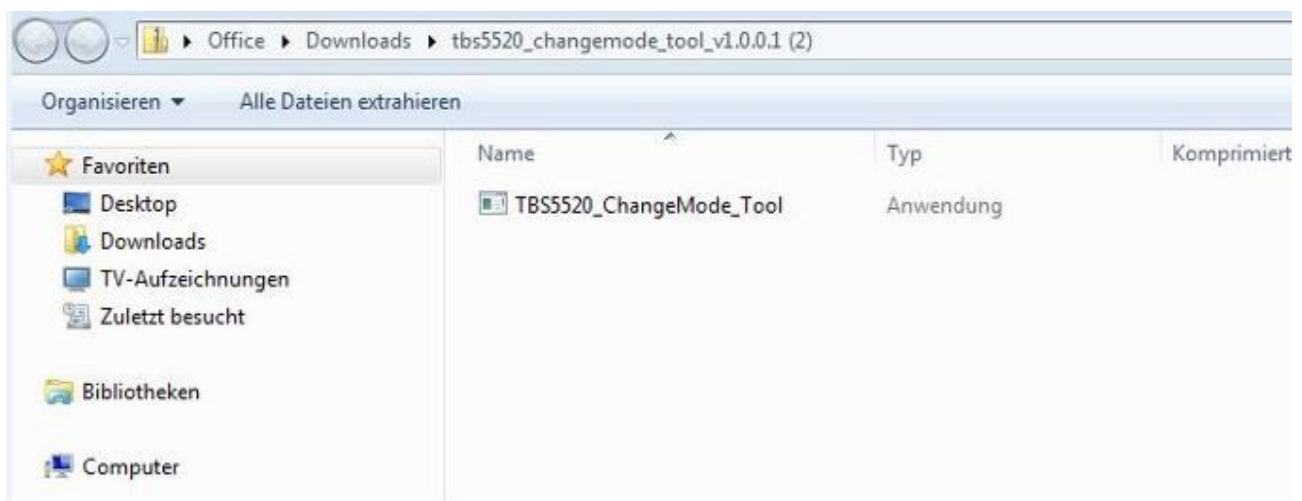 Office ▸ Downloads ▸ tbs5520_changemode_tool_v1.0.0.1 (2)
Organisieren Alle Dateien extrahieren
Favoriten
Desktop
Downloads
TV-Aufzeichnungen
Zuletzt besucht
Bibliotheken
Computer
Name Typ Komprimiert
TBS5520_ChangeMode_Tool Anwendung